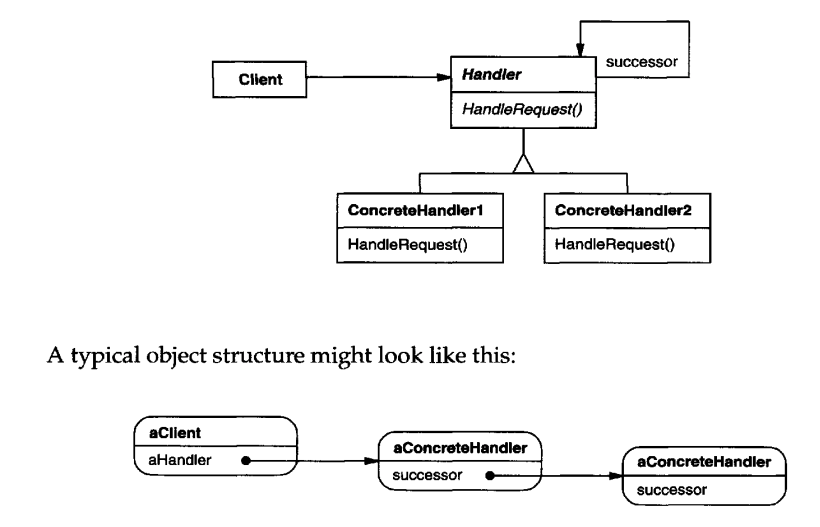 successor
Client
Handler
HandleRequest()
ConcreteHandler1
HandleRequest()
ConcreteHandler2
HandleRequest()
A typical object structure might look like this:
aClient
aHandler
aConcreteHandler
successor
aConcreteHandler
successor